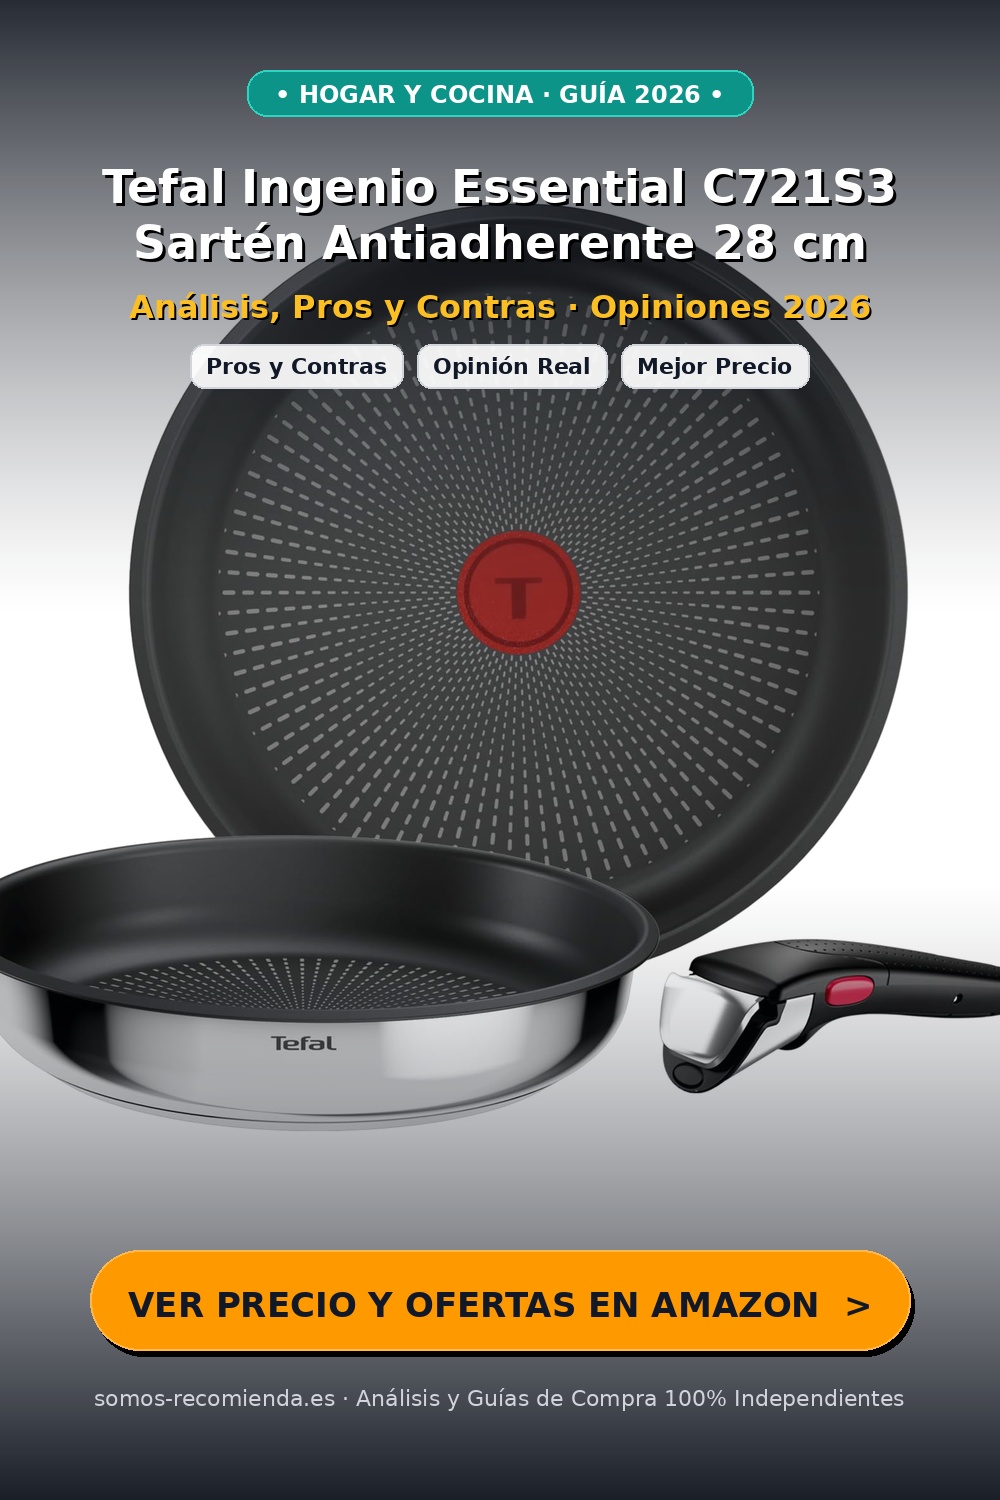 • HOGAR Y COCINA · GUÍA 2026 •
Tefal Ingenio Essential C721S3
Sartén Antiadherente 28 cm
Análisis, Pros y Contras · Opiniones 2026
Pros y Contras
Opinión Real
Mejor Precio
T
Tefal
VER PRECIO Y OFERTAS EN AMAZON >
somos-recomienda.es · Análisis y Guías de Compra 100% Independientes